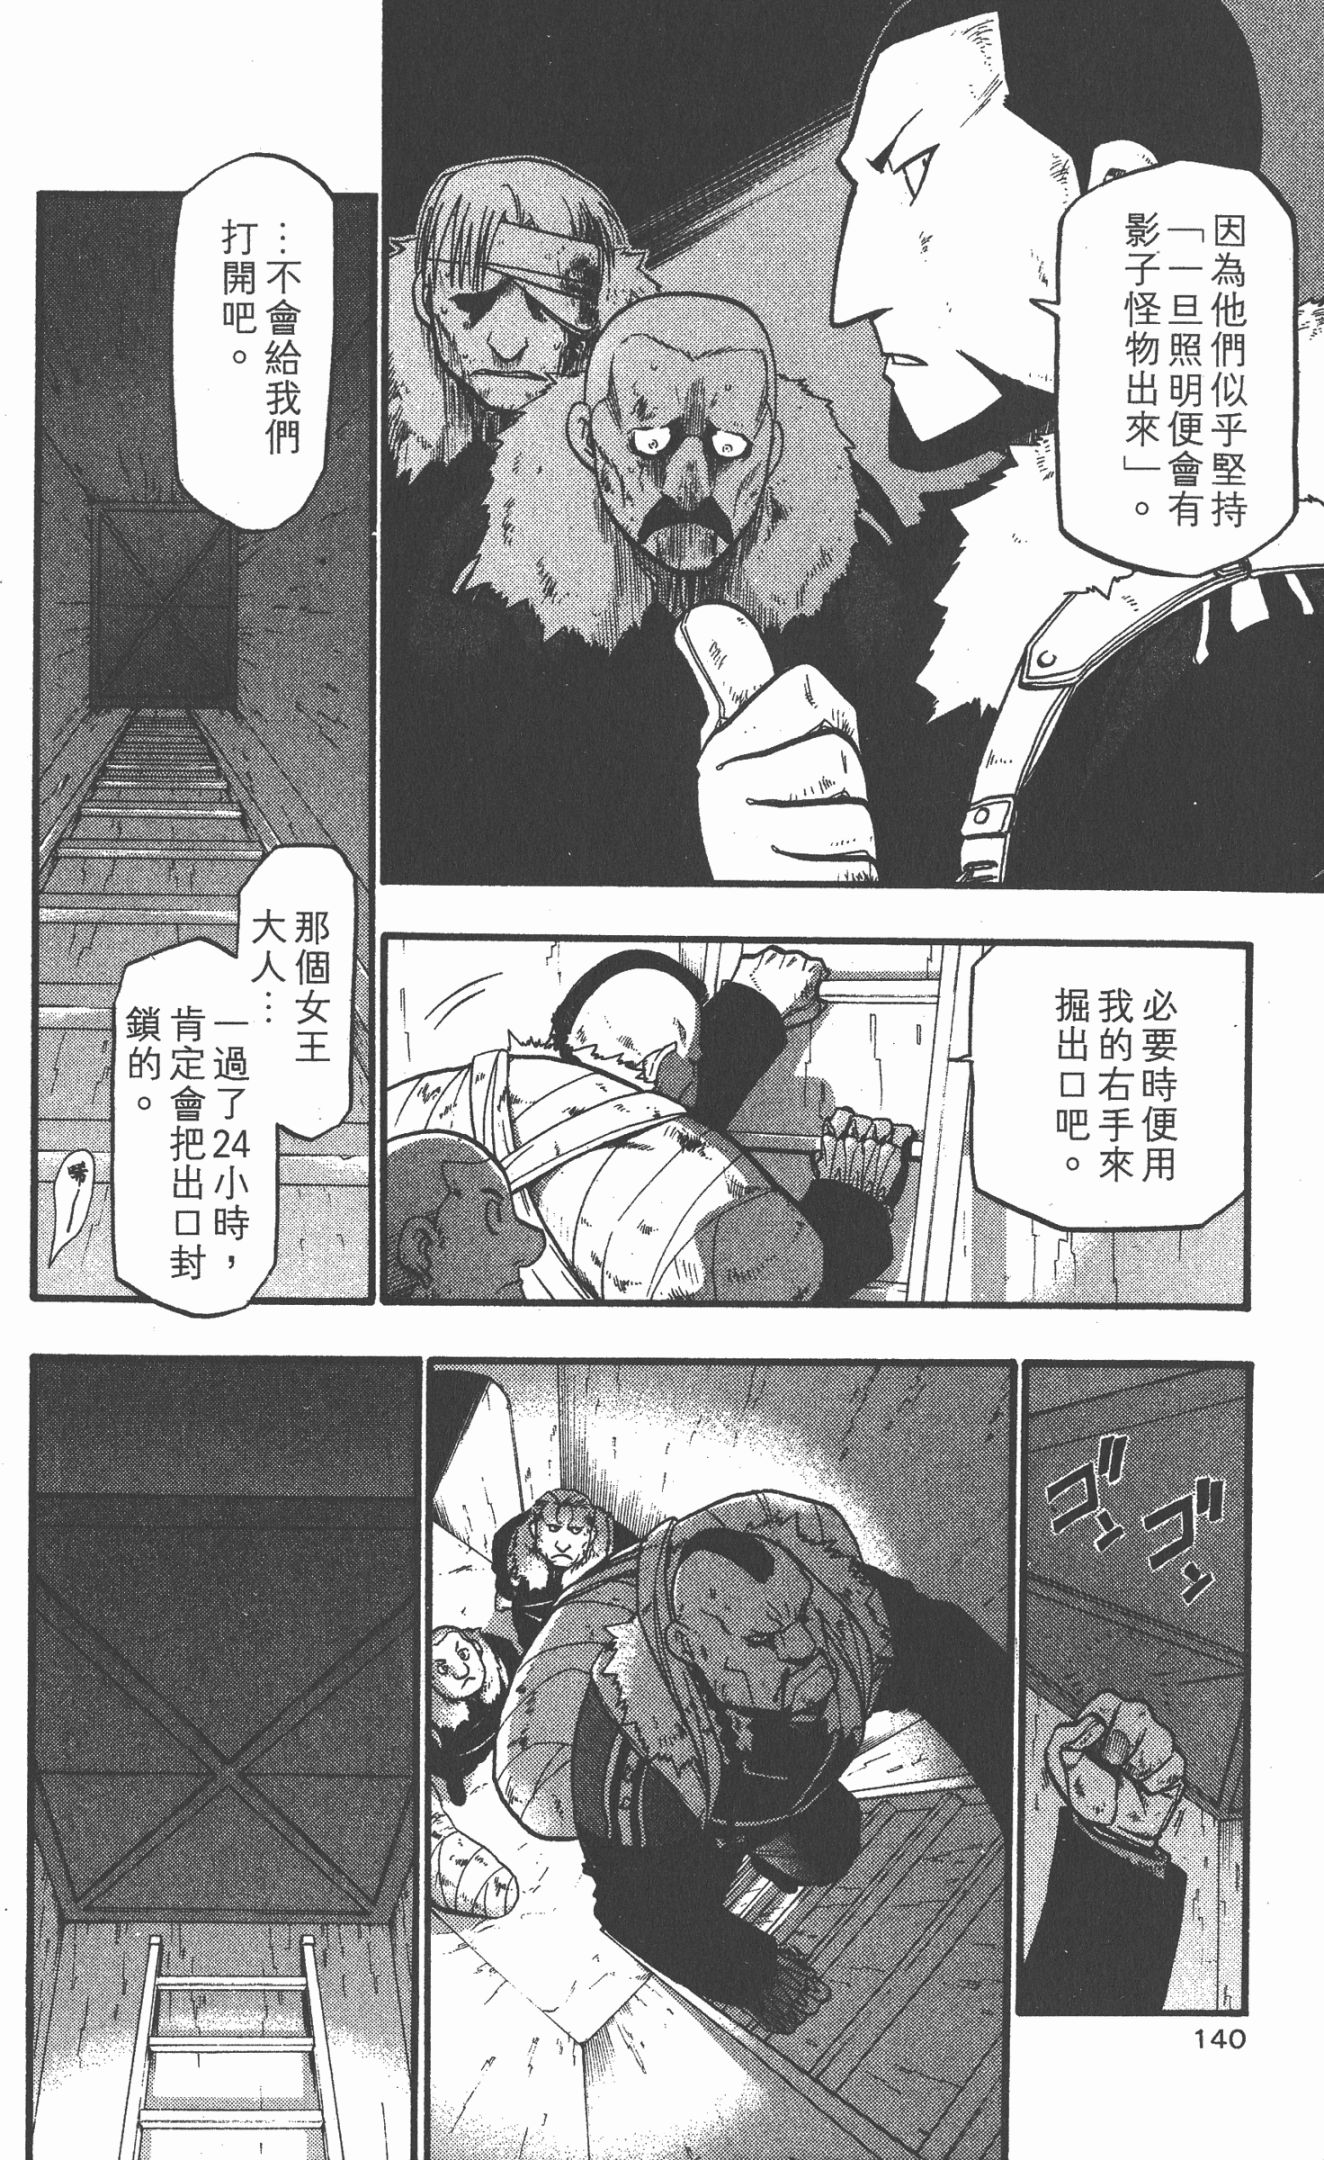 因為他們似乎堅持
「一旦照明便會有
影子怪物出來」。
…不會給我們
打開吧。
那個女王
大人…
一過了24小時，
肯定會把出口封
鎖的。
唏—
必要時便用
我的右手來
掘出口吧。
ゴン
ゴン
140